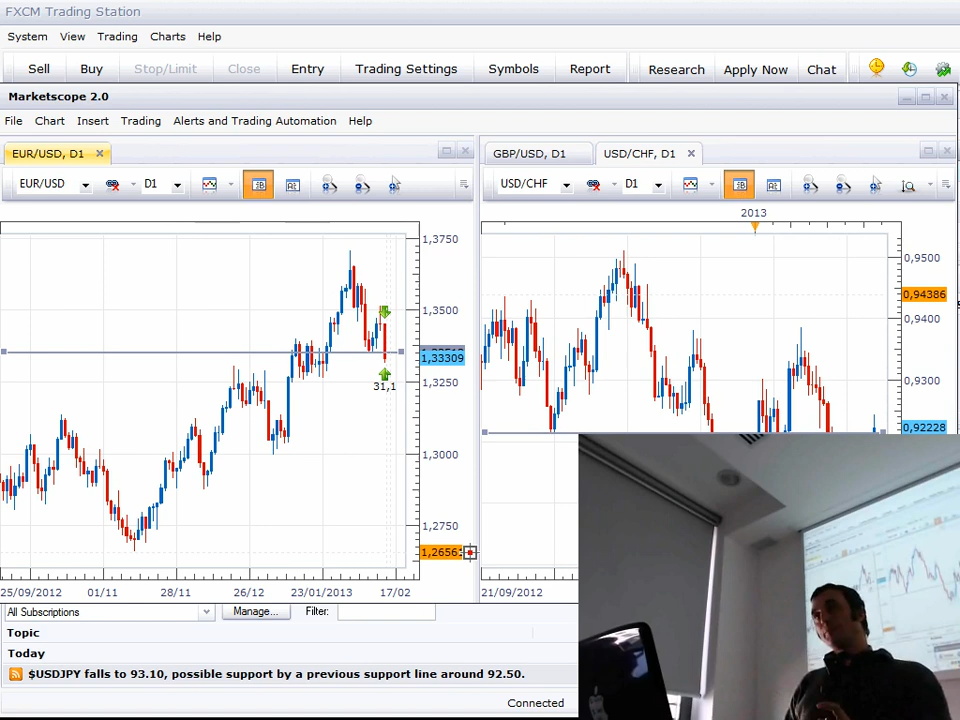 FXCM Trading Station
System View Trading Charts Help
Sell Buy Stop/Limit Close Entry Trading Settings Symbols Report Research Apply Now Chat
Marketscope 2.0
File Chart Insert Trading Alerts and Trading Automation Help
EUR/USD, D1
GBP/USD, D1 USD/CHF, D1
EUR/USD D1
USD/CHF D1
2013
1,3750
1,3500
1,33309
1,3250
1,3000
1,2750
1,26561
31,1
25/09/2012 01/11 28/11 26/12 23/01/2013 17/02
0,9500
0,94386
0,9400
0,9300
0,92228
21/09/2012
All Subscriptions Manage... Filter:
Topic
Today
$USDJPY falls to 93.10, possible support by a previous support line around 92.50.
Connected